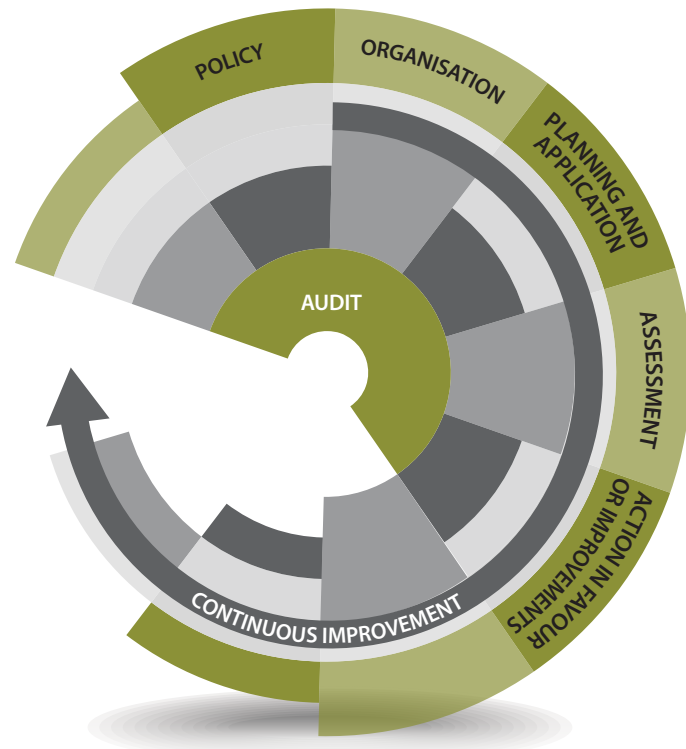 POLICY
ORGANISATION
PLANNING AND
APPLICATION
ASSESSMENT
ACTION IN FAVOUR
OR IMPROVEMENTS
AUDIT
CONTINUOUS IMPROVEMENT